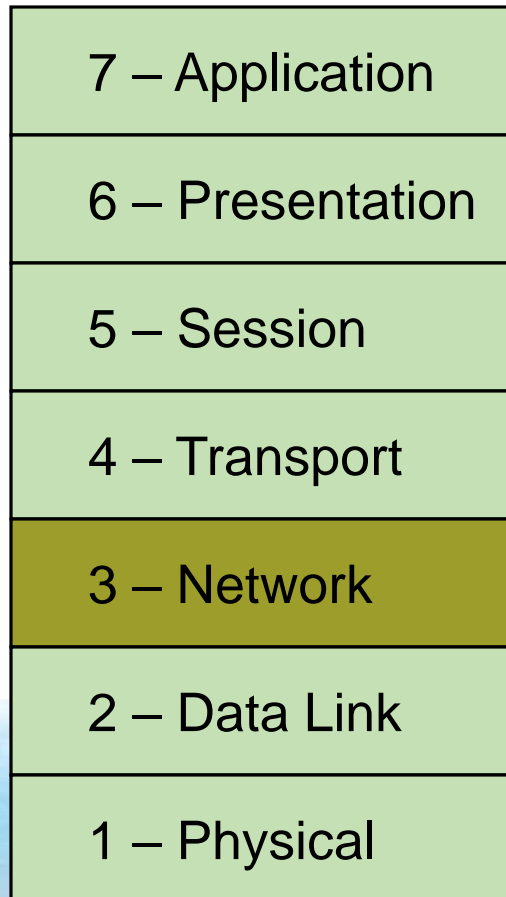 7 – Application
6 – Presentation
5 – Session
4 – Transport
3 – Network
2 – Data Link
1 – Physical